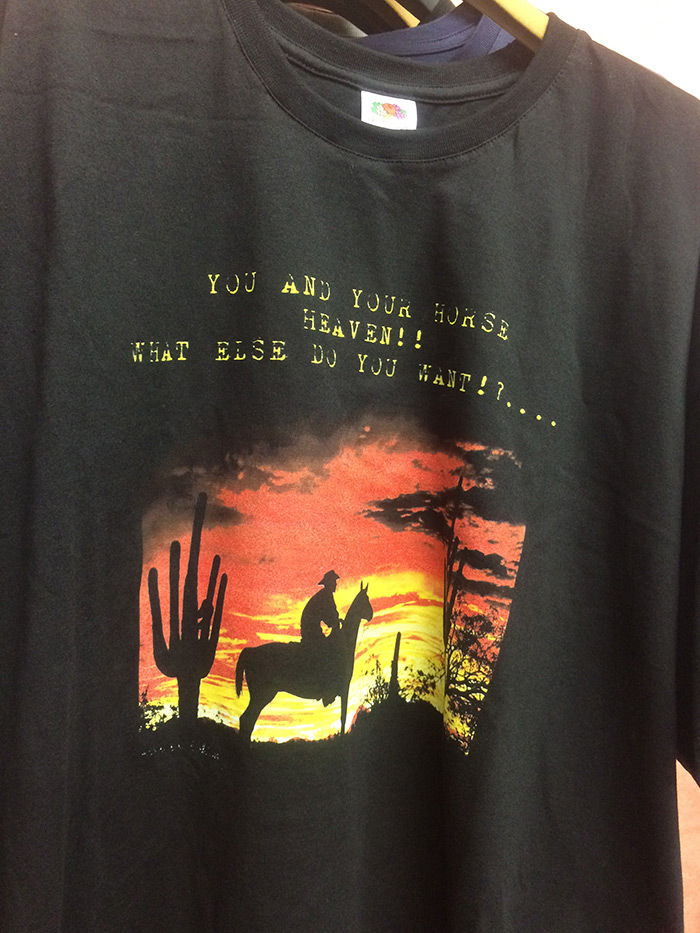 YOU AND YOUR HORSE
HEAVEN!!
WHAT ELSE DO YOU WANT!?....